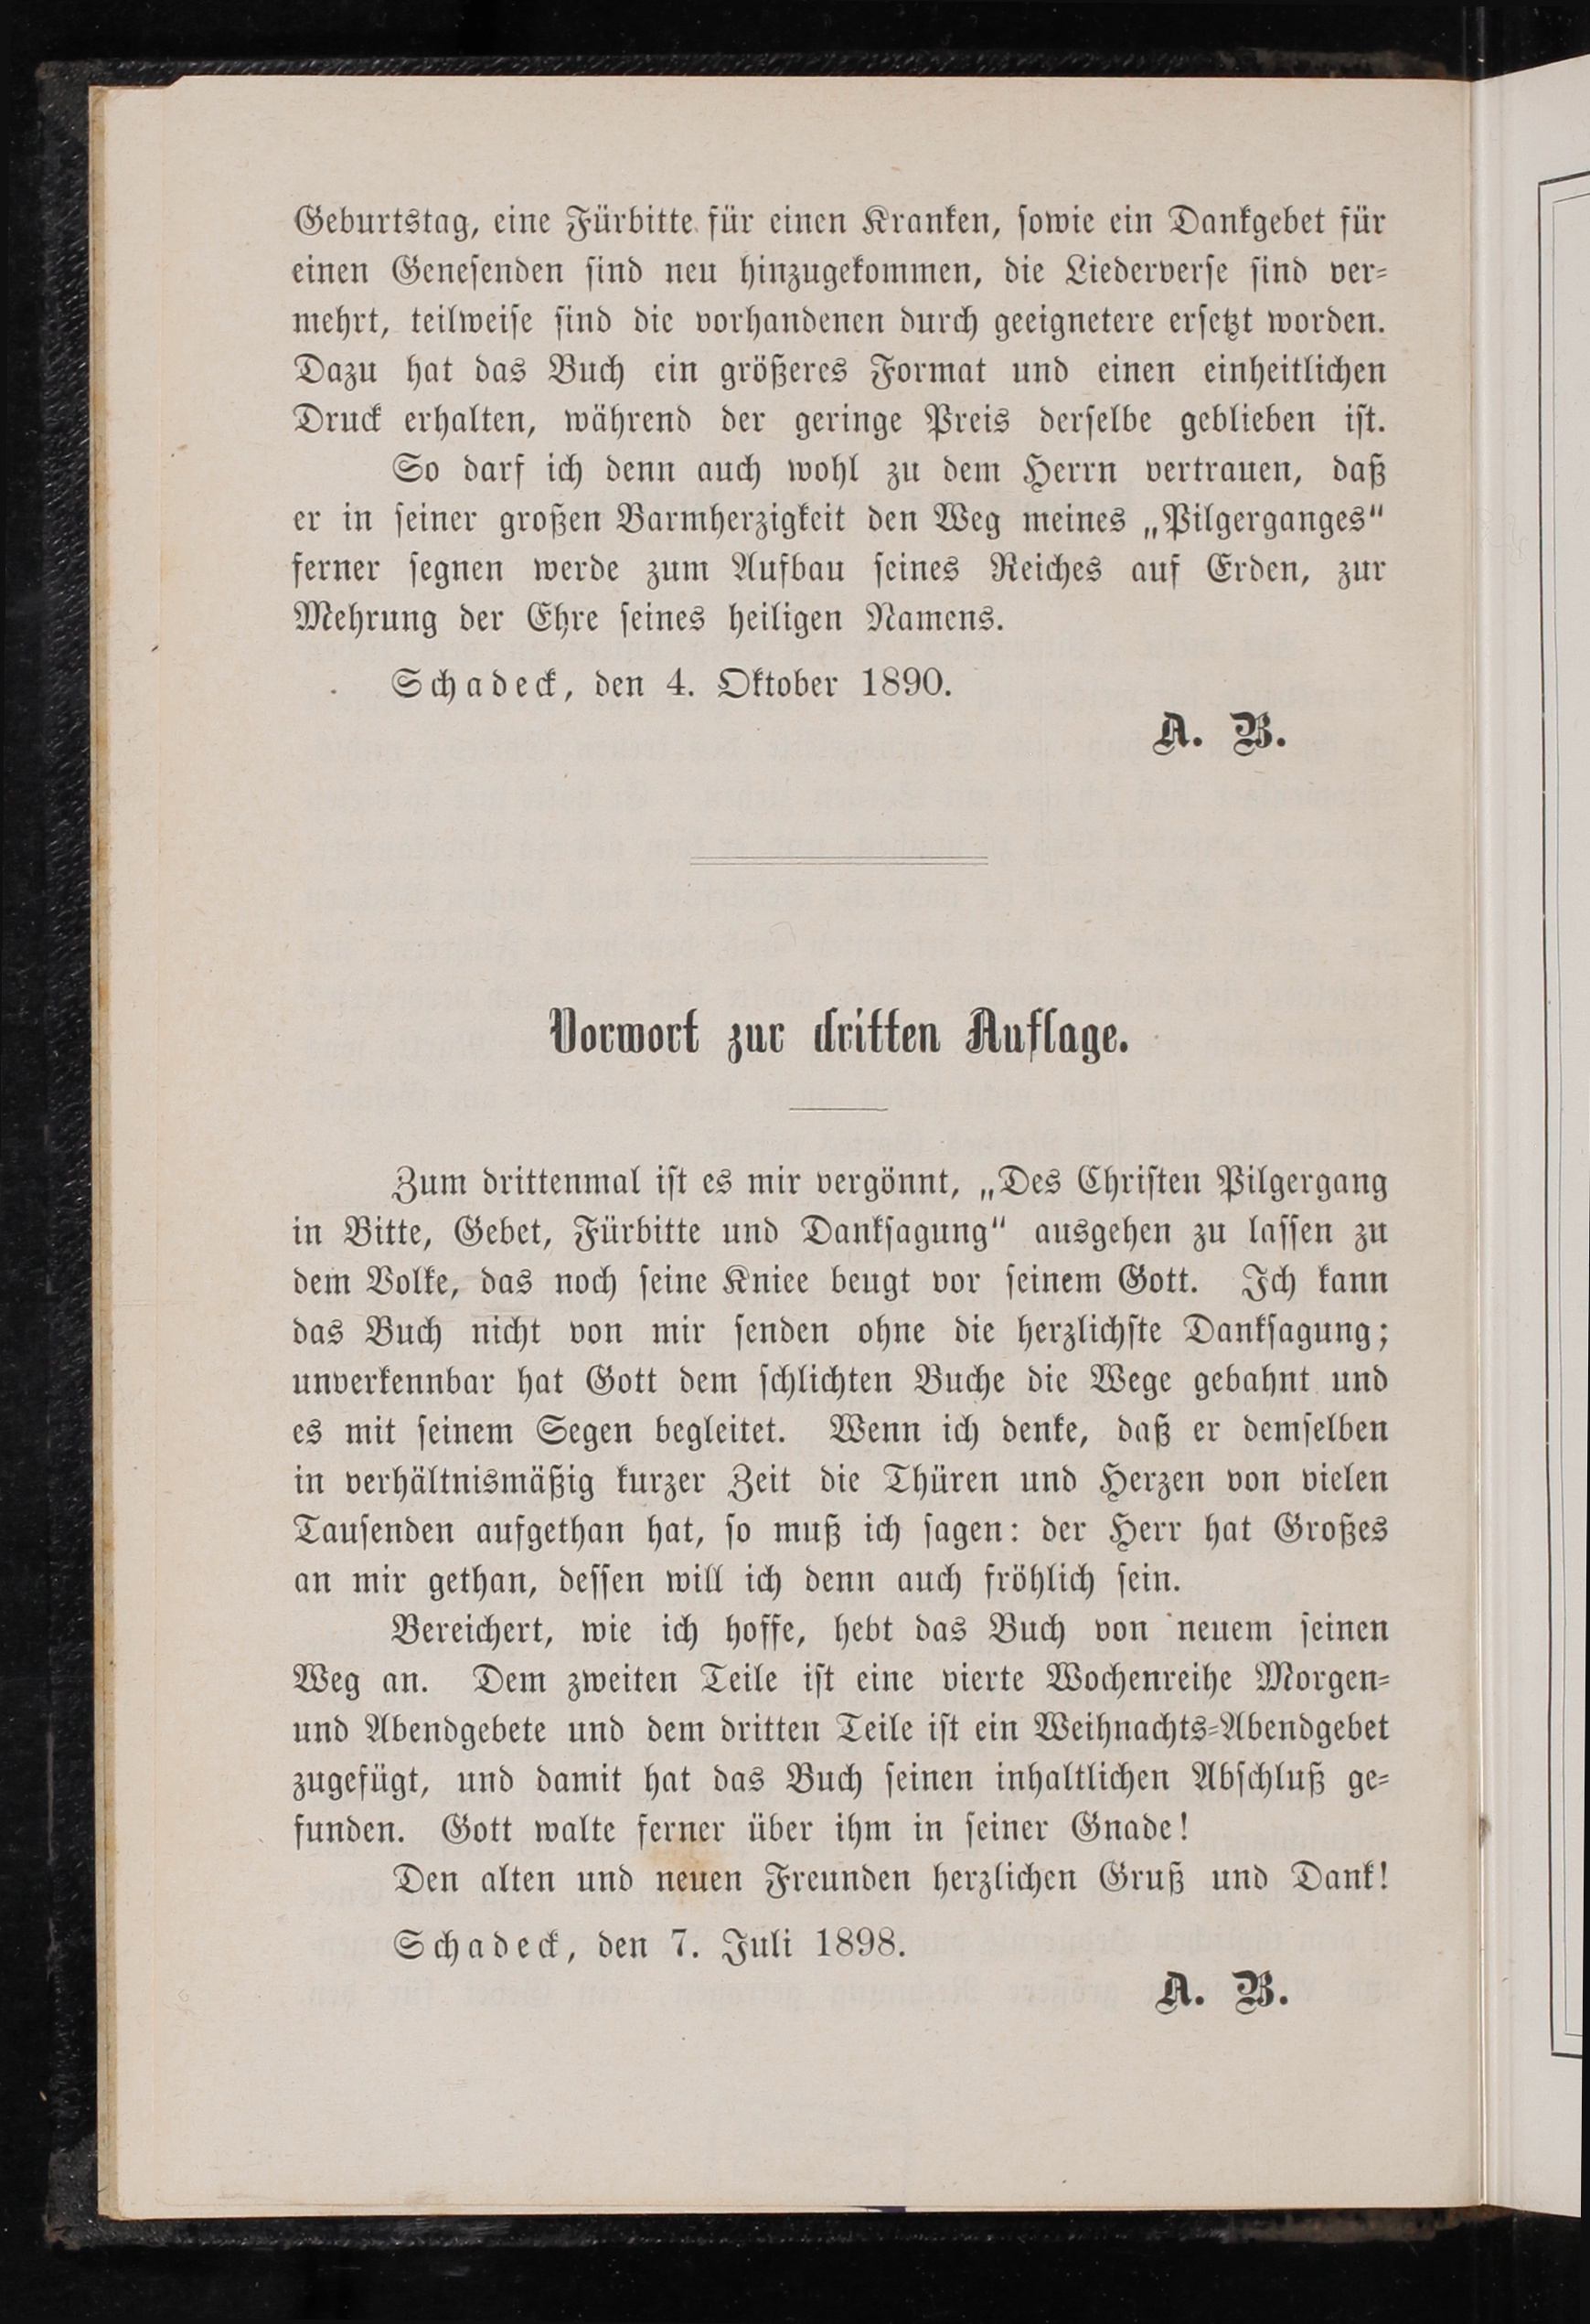 Geburtstag, eine Fürbitte für einen Kranken, sowie ein Dankgebet für
einen Genesenden sind neu hinzugekommen, die Liederverse sind ver-
mehrt, teilweise sind die vorhandenen durch geeignetere ersetzt worden.
Dazu hat das Buch ein größeres Format und einen einheitlichen
Druck erhalten, während der geringe Preis derselbe geblieben ist.
So darf ich denn auch wohl zu dem Herrn vertrauen, daß
er in seiner großen Barmherzigkeit den Weg meines „Pilgerganges“
ferner segnen werde zum Aufbau seines Reiches auf Erden, zur
Mehrung der Ehre seines heiligen Namens.
Schadeck, den 4. Oktober 1890.
A. B.
Vorwort zur dritten Auflage.
Zum drittenmal ist es mir vergönnt, „Des Christen Pilgergang
in Bitte, Gebet, Fürbitte und Danksagung“ ausgehen zu lassen zu
dem Volke, das noch seine Kniee beugt vor seinem Gott. Ich kann
das Buch nicht von mir senden ohne die herzlichste Danksagung;
unverkennbar hat Gott dem schlichten Buche die Wege gebahnt und
es mit seinem Segen begleitet. Wenn ich denke, daß er demselben
in verhältnismäßig kurzer Zeit die Thüren und Herzen von vielen
Tausenden aufgethan hat, so muß ich sagen: der Herr hat Großes
an mir gethan, dessen will ich denn auch fröhlich sein.
Bereichert, wie ich hoffe, hebt das Buch von neuem seinen
Weg an. Dem zweiten Teile ist eine vierte Wochenreihe Morgen-
und Abendgebete und dem dritten Teile ist ein Weihnachts-Abendgebet
zugefügt, und damit hat das Buch seinen inhaltlichen Abschluß ge-
funden. Gott walte ferner über ihm in seiner Gnade!
Den alten und neuen Freunden herzlichen Gruß und Dank!
Schadeck, den 7. Juli 1898.
A. B.